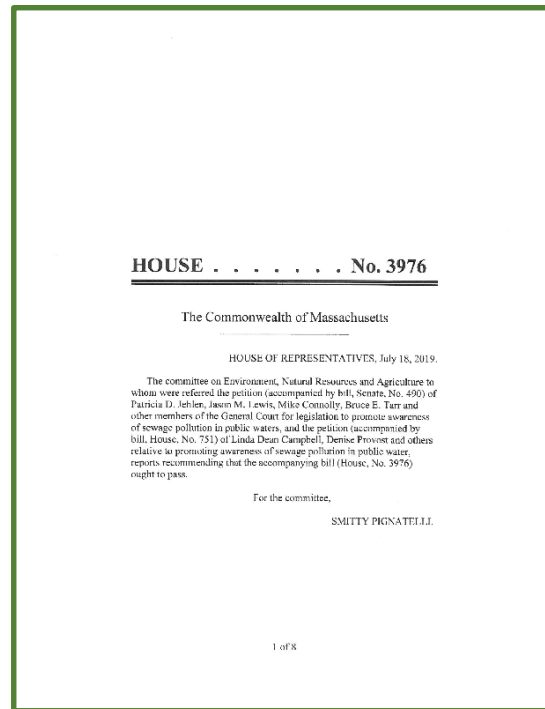 HOUSE . . . . . . . No. 3976
The Commonwealth of Massachusetts
HOUSE OF REPRESENTATIVES, July 18, 2019.
The committee on Environment, Natural Resources and Agriculture to
whom were referred the petition (accompanied by bill, Senate, No. 490) of
Patricia D. Jehlen, Jason M. Lewis, Mike Connolly, Bruce E. Tarr and
other members of the General Court for legislation to promote awareness
of sewage pollution in public waters, and the petition (accompanied by
bill, House, No. 751) of Linda Dean Campbell, Denise Provost and others
relative to promoting awareness of sewage pollution in public water,
reports recommending that the accompanying bill (House, No. 3976)
ought to pass.
For the committee,
SMITTY PIGNATELLI.
1 of 8